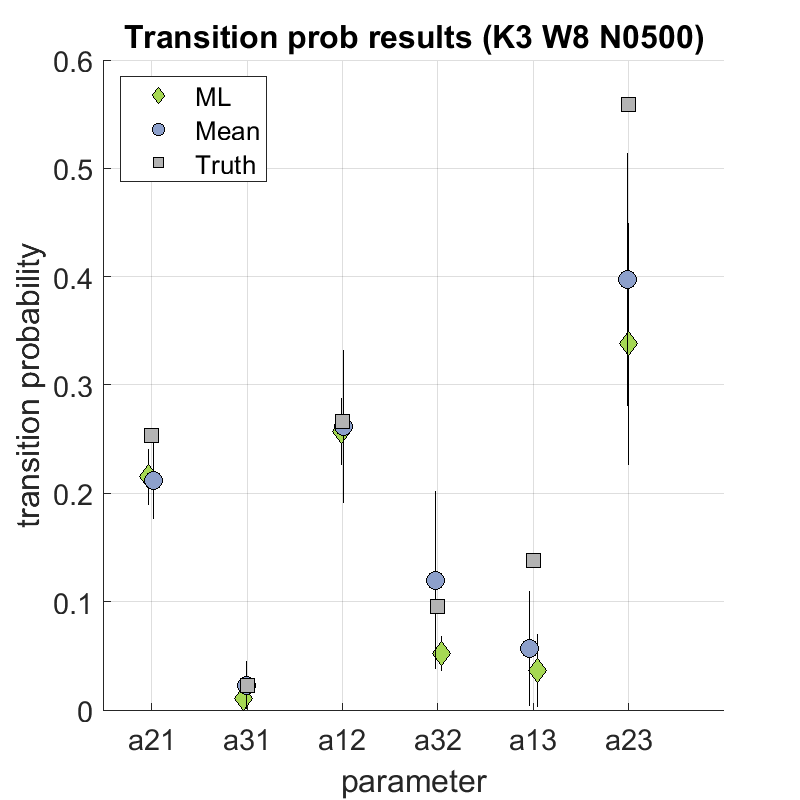 Transition prob results (K3 W8 N0500)
ML
Mean
Truth
0.6
0.5
0.4
0.3
0.2
0.1
0
transition probability
a21 a31 a12 a32 a13 a23
parameter